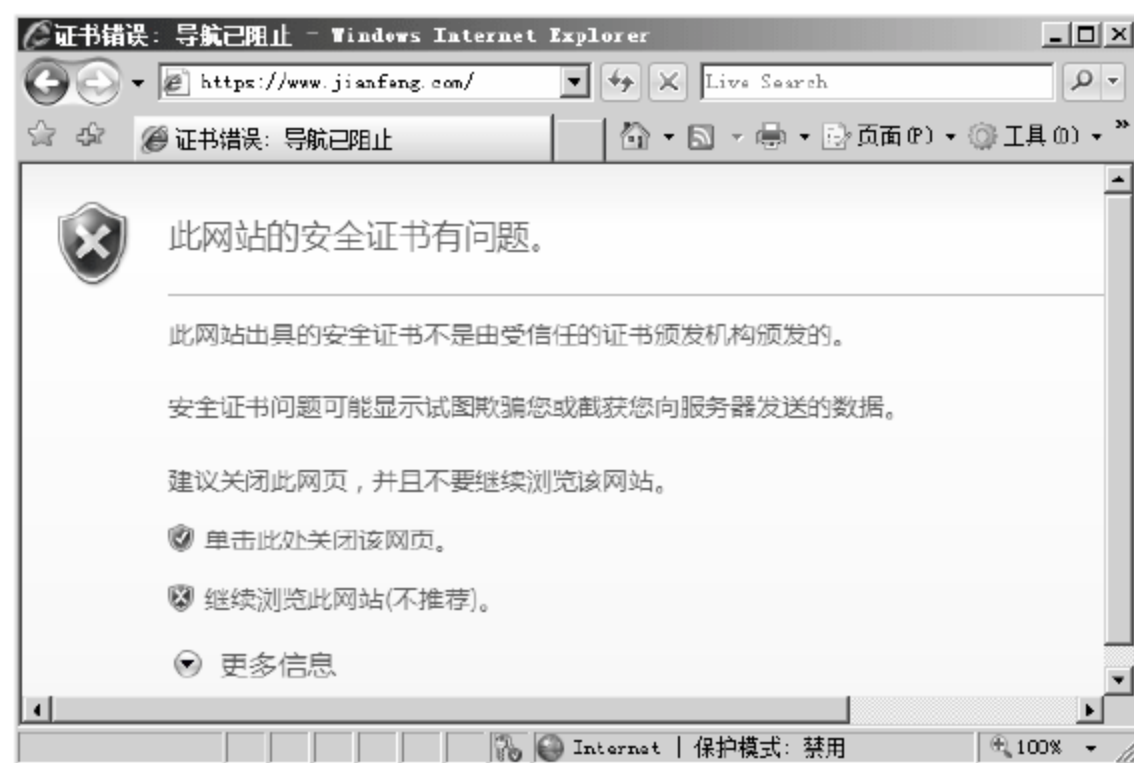 证书错误: 导航已阻止 - Windows Internet Explorer
https://www.jianfeng.com/
Live Search
证书错误: 导航已阻止
页面(P)
工具(O)
此网站的安全证书有问题。
此网站出具的安全证书不是由受信任的证书颁发机构颁发的。
安全证书问题可能显示试图欺骗您或截获您向服务器发送的数据。
建议关闭此网页，并且不要继续浏览该网站。
单击此处关闭该网页。
继续浏览此网站(不推荐)。
更多信息
Internet | 保护模式: 禁用
100%